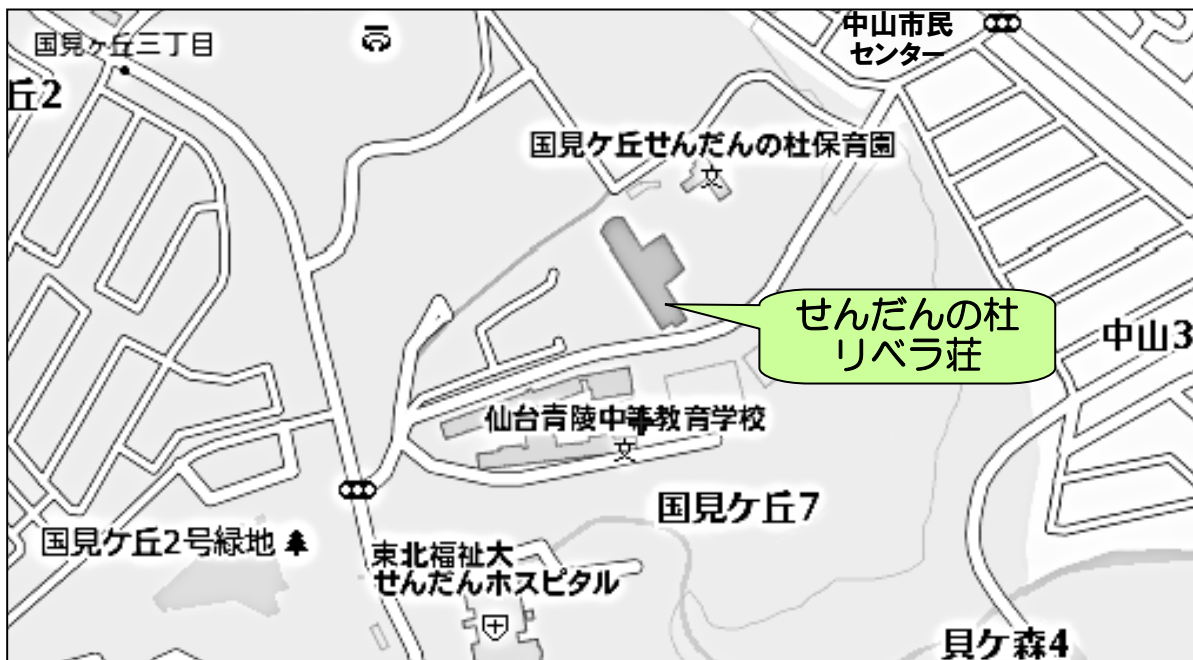 中山市民
センター
国見ヶ丘三丁目
丘2
国見ケ丘せんだんの杜保育園
文
せんだんの杜
リベラ荘
中山3
仙台青陵中等教育学校
文
国見ケ丘7
国見ケ丘2号緑地
東北福祉大
せんだんホスピタル
貝ケ森4